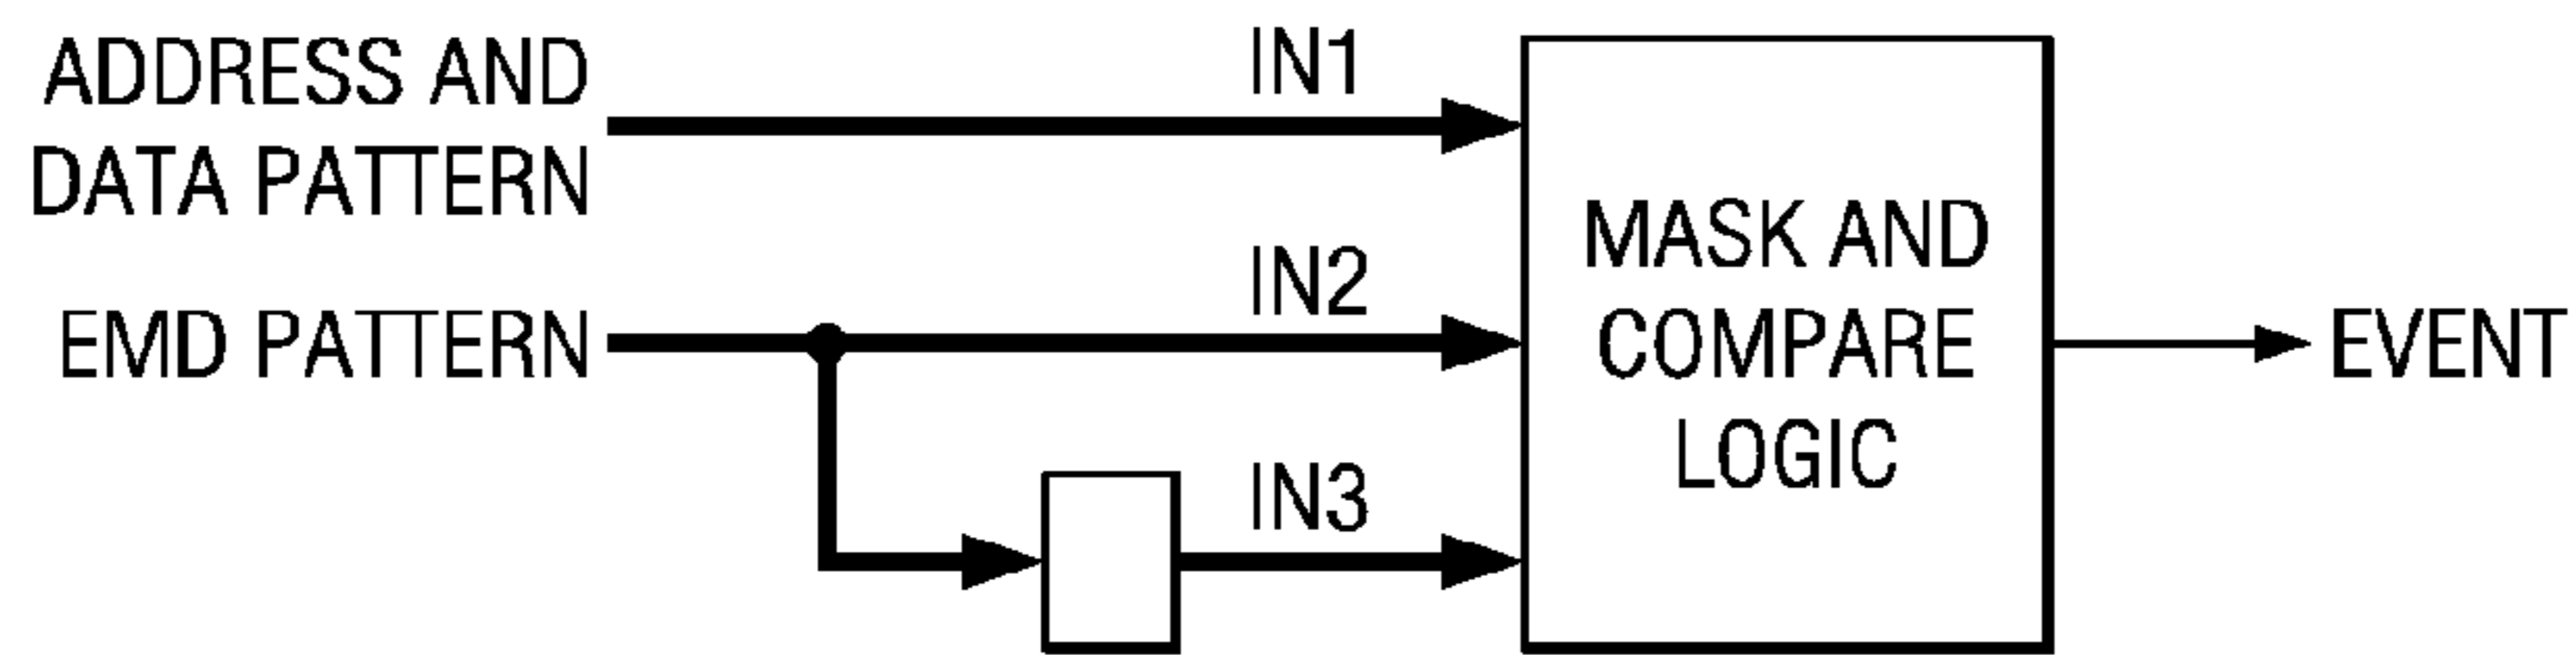 ADDRESS AND
DATA PATTERN
IN1
EMD PATTERN
IN2
IN3
MASK AND
COMPARE
LOGIC
EVENT